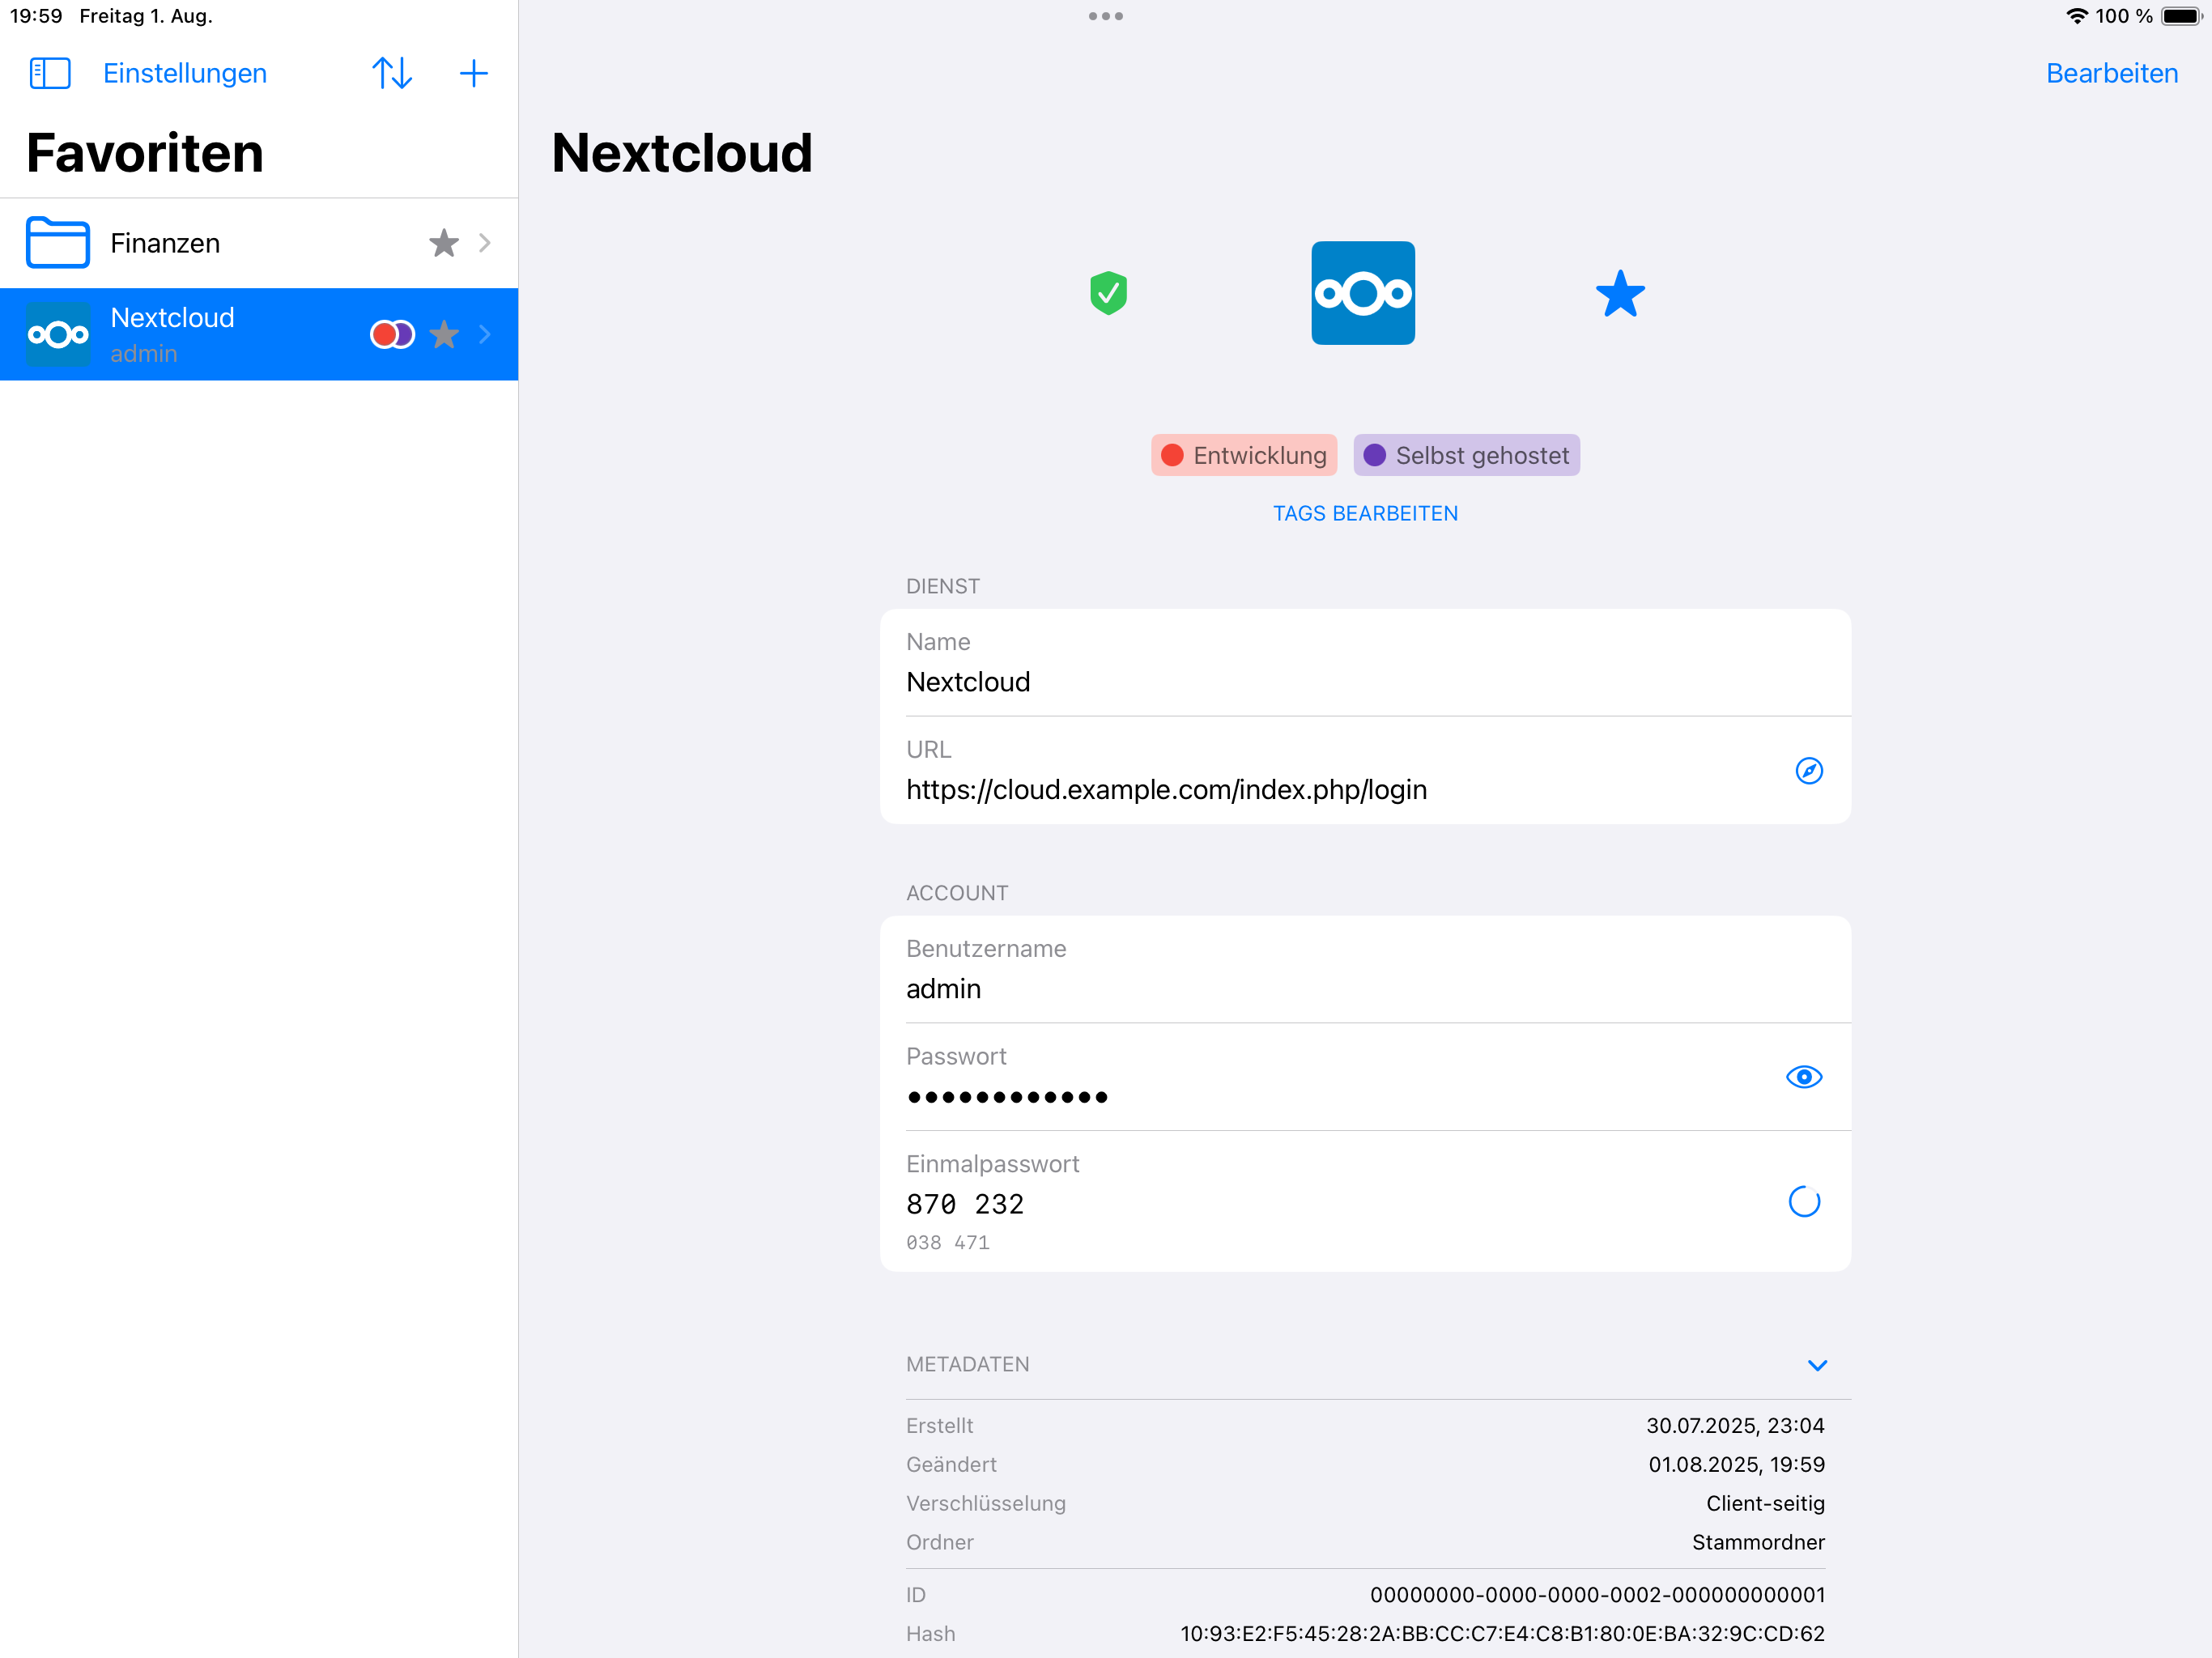 19:59 Freitag 1. Aug.
100 %
Einstellungen
Bearbeiten
Favoriten
Finanzen
Nextcloud
admin
Nextcloud
Entwicklung
Selbst gehostet
TAGS BEARBEITEN
DIENST
Name
Nextcloud
URL
https://cloud.example.com/index.php/login
ACCOUNT
Benutzername
admin
Passwort
●●●●●●●●●●●●
Einmalpasswort
870 232
038 471
METADATEN
Erstellt 30.07.2025, 23:04
Geändert 01.08.2025, 19:59
Verschlüsselung Client-seitig
Ordner Stammordner
ID 00000000-0000-0000-0002-000000000001
Hash 10:93:E2:F5:45:28:2A:BB:CC:C7:E4:C8:B1:80:0E:BA:32:9C:CD:62